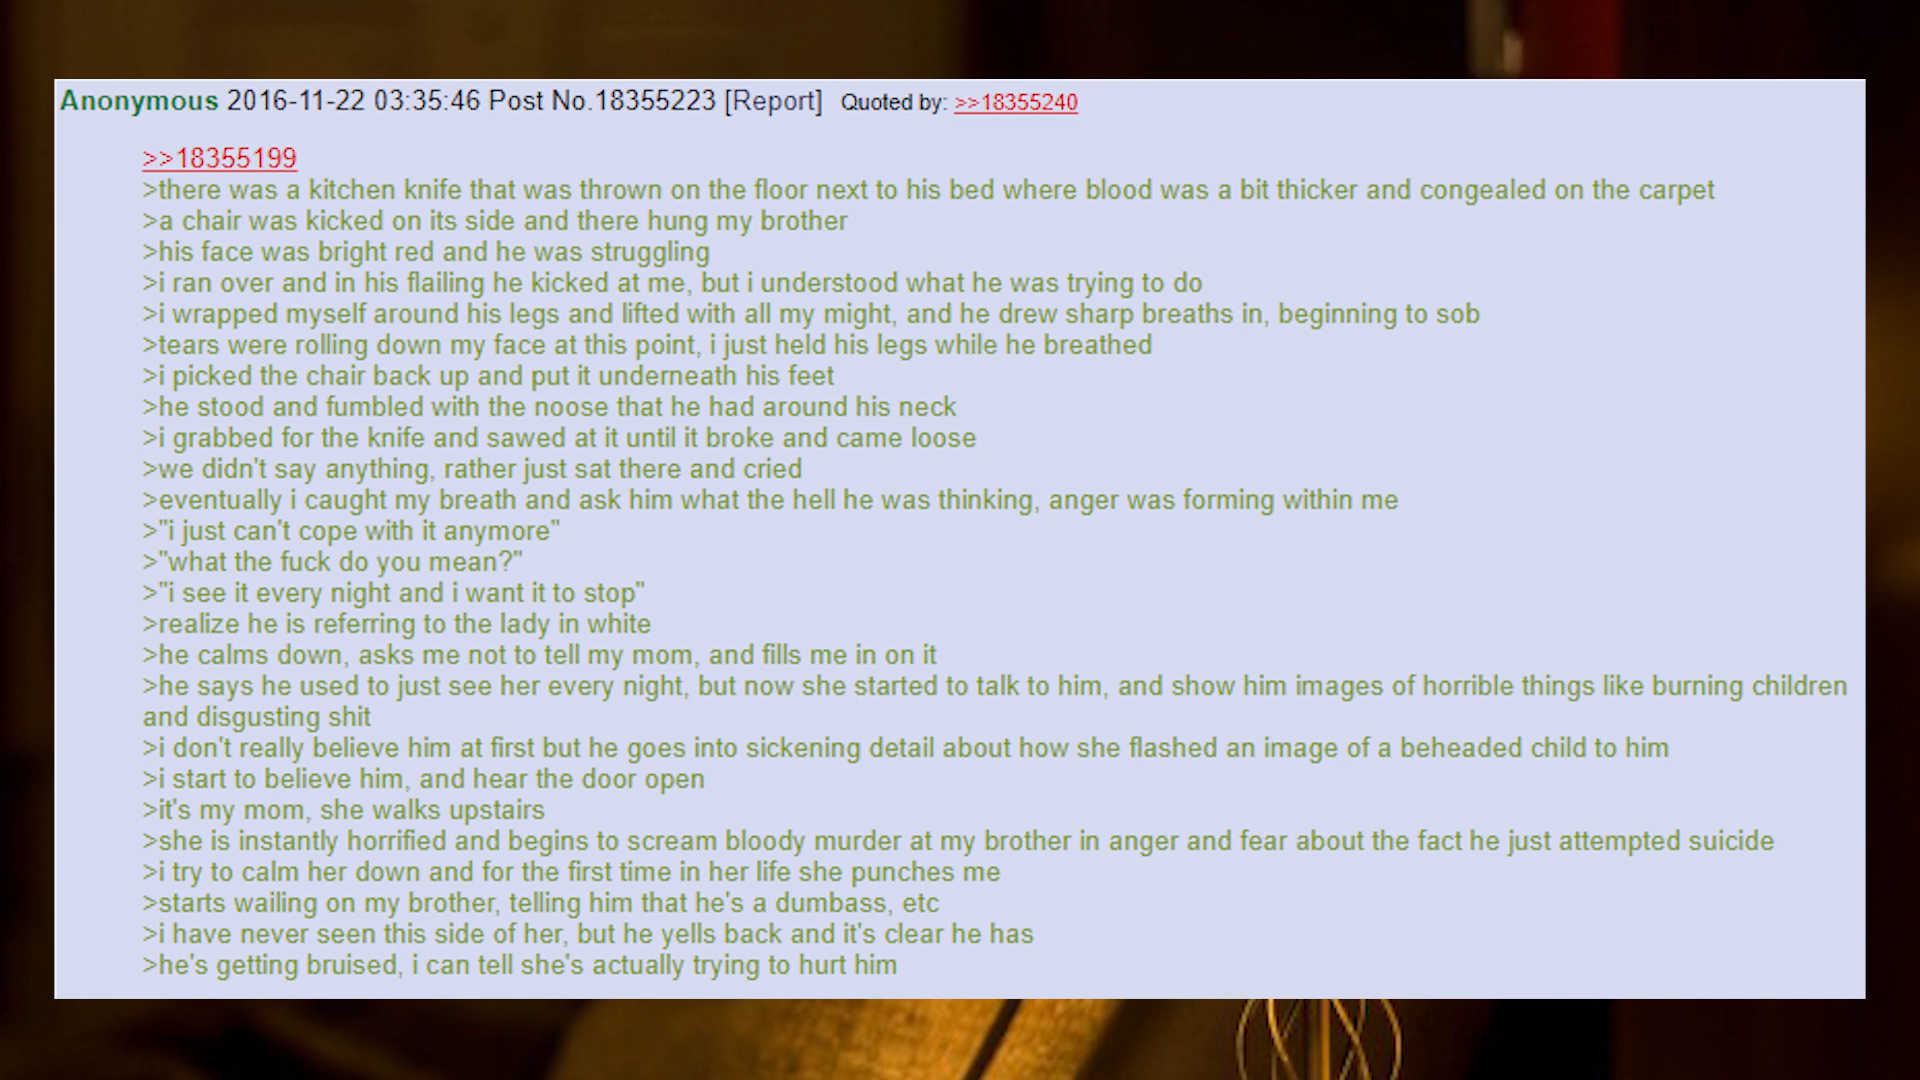 Anonymous 2016-11-22 03:35:46 Post No.18355223 [Report] Quoted by: >>18355240
>>18355199
>there was a kitchen knife that was thrown on the floor next to his bed where blood was a bit thicker and congealed on the carpet
>a chair was kicked on its side and there hung my brother
>his face was bright red and he was struggling
>i ran over and in his flailing he kicked at me, but i understood what he was trying to do
>i wrapped myself around his legs and lifted with all my might, and he drew sharp breaths in, beginning to sob
>tears were rolling down my face at this point, i just held his legs while he breathed
>i picked the chair back up and put it underneath his feet
>he stood and fumbled with the noose that he had around his neck
>i grabbed for the knife and sawed at it until it broke and came loose
>we didn't say anything, rather just sat there and cried
>eventually i caught my breath and ask him what the hell he was thinking, anger was forming within me
>"i just can't cope with it anymore"
>"what the fuck do you mean?"
>"i see it every night and i want it to stop"
>realize he is referring to the lady in white
>he calms down, asks me not to tell my mom, and fills me in on it
>he says he used to just see her every night, but now she started to talk to him, and show him images of horrible things like burning children
and disgusting shit
>i don't really believe him at first but he goes into sickening detail about how she flashed an image of a beheaded child to him
>i start to believe him, and hear the door open
>it's my mom, she walks upstairs
>she is instantly horrified and begins to scream bloody murder at my brother in anger and fear about the fact he just attempted suicide
>i try to calm her down and for the first time in her life she punches me
>starts wailing on my brother, telling him that he's a dumbass, etc
>i have never seen this side of her, but he yells back and it's clear he has
>he's getting bruised, i can tell she's actually trying to hurt him